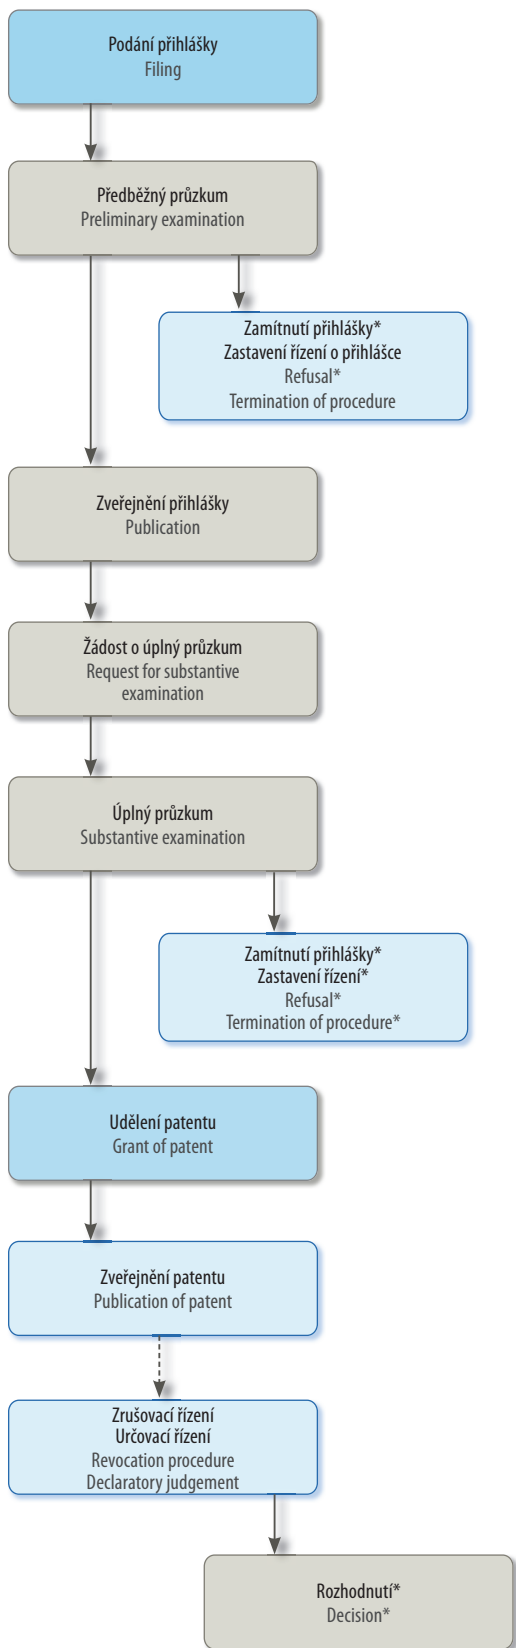 Podání přihlášky
Filing
Předběžný průzkum
Preliminary examination
Zamítnutí přihlášky*
Zastavení řízení o přihlášce
Refusal*
Termination of procedure
Zveřejnění přihlášky
Publication
Žádost o úplný průzkum
Request for substantive
examination
Úplný průzkum
Substantive examination
Zamítnutí přihlášky*
Zastavení řízení*
Refusal*
Termination of procedure*
Udělení patentu
Grant of patent
Zveřejnění patentu
Publication of patent
Zrušovací řízení
Určovací řízení
Revocation procedure
Declaratory judgement
Rozhodnutí*
Decision*